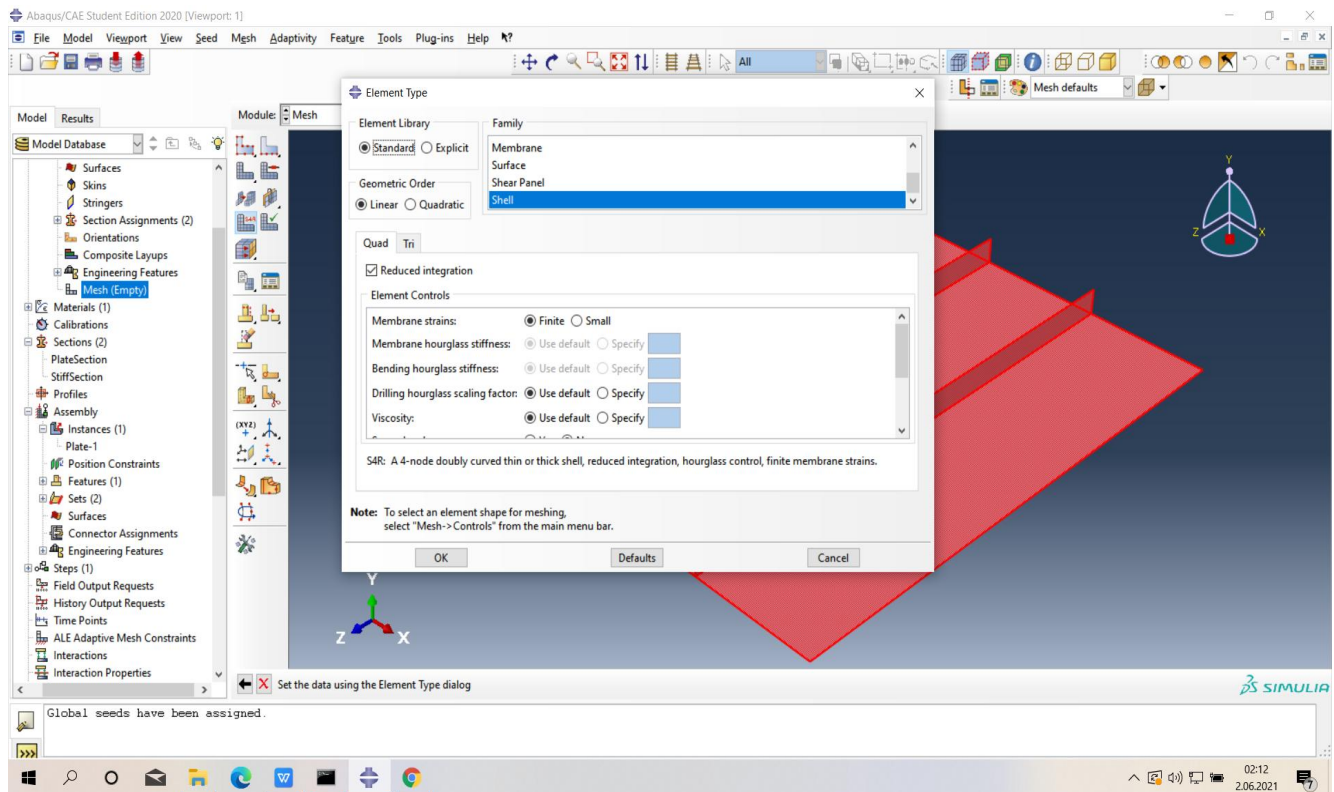 Abaqus/CAE Student Edition 2020 [Viewport: 1]
File Model Viewport View Seed Mesh Adaptivity Feature Tools Plug-ins Help
All
Mesh defaults
Model Results
Module: Mesh
Model Database
Surfaces
Skins
Stringers
Section Assignments (2)
Orientations
Composite Layups
Engineering Features
Mesh (Empty)
Materials (1)
Calibrations
Sections (2)
PlateSection
StiffSection
Profiles
Assembly
Instances (1)
Plate-1
Position Constraints
Features (1)
Sets (2)
Surfaces
Connector Assignments
Engineering Features
Steps (1)
Field Output Requests
History Output Requests
Time Points
ALE Adaptive Mesh Constraints
Interactions
Interaction Properties
(XYZ)
Element Type
Element Library
Standard Explicit
Geometric Order
Linear Quadratic
Family
Membrane
Surface
Shear Panel
Shell
Quad Tri
Reduced integration
Element Controls
Membrane strains: Finite Small
Membrane hourglass stiffness: Use default Specify
Bending hourglass stiffness: Use default Specify
Drilling hourglass scaling factor: Use default Specify
Viscosity: Use default Specify
S4R: A 4-node doubly curved thin or thick shell, reduced integration, hourglass control, finite membrane strains.
Note: To select an element shape for meshing,
select "Mesh->Controls" from the main menu bar.
OK Defaults Cancel
Y
Z X
Y
Z X
Set the data using the Element Type dialog
SIMULIA
Global seeds have been assigned.
>>>
W
02:12
2.06.2021
7